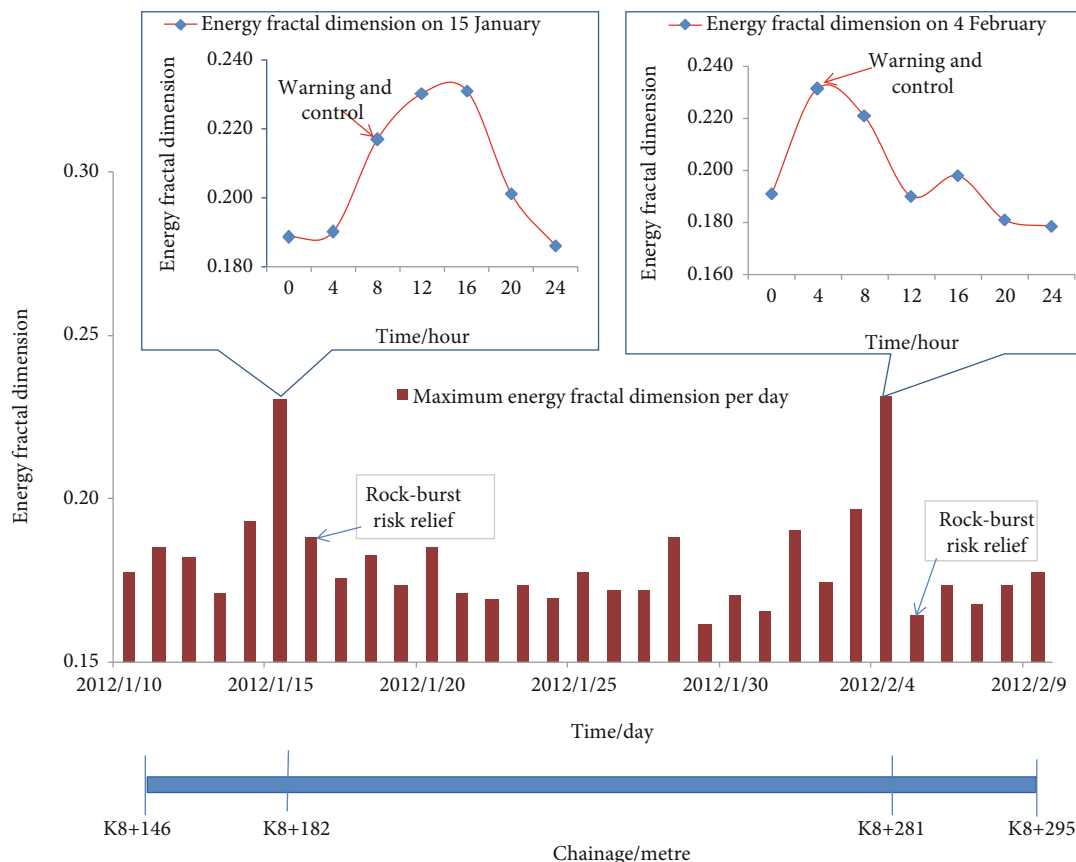 Energy fractal dimension on 15 January
0.240
0.220
0.200
0.180
Energy fractal dimension
Warning and
control
0 4 8 12 16 20 24
Time/hour
Energy fractal dimension on 4 February
0.240
0.220
0.200
0.180
0.160
Energy fractal dimension
Warning and
control
0 4 8 12 16 20 24
Time/hour
0.30
0.25
0.20
0.15
Energy fractal dimension
Maximum energy fractal dimension per day
Rock-burst
risk relief
Rock-burst
risk relief
2012/1/10 2012/1/15 2012/1/20 2012/1/25 2012/1/30 2012/2/4 2012/2/9
Time/day
K8+146 K8+182 K8+281 K8+295
Chainage/metre